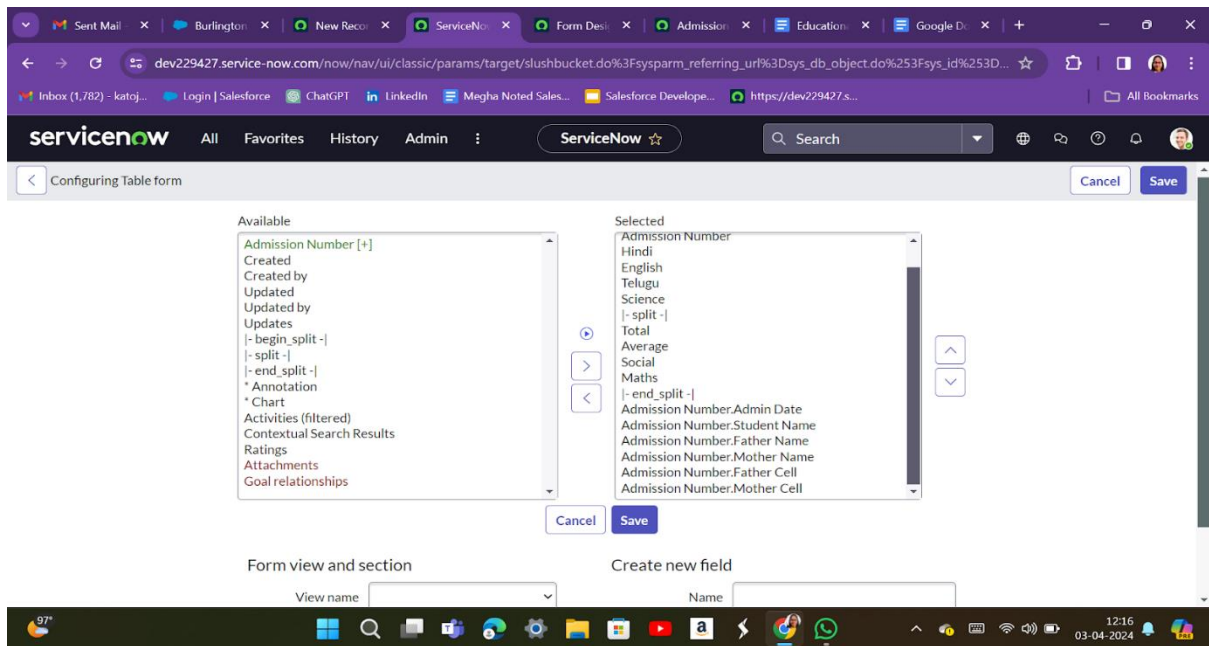 Sent Mail
Burlington
New Recor
ServiceNov
Form Desi
Admission
Education
Google Do
dev229427.service-now.com/now/nav/ui/classic/params/target/slushbucket.do%3Fsysparm_referring_url%3Dsys_db_object.do%253Fsys_id%253D...
Inbox (1,782) - katoj...
Login | Salesforce
ChatGPT
LinkedIn
Megha Noted Sales...
Salesforce Develope...
https://dev229427.s...
All Bookmarks
servicenow
All
Favorites
History
Admin
ServiceNow
Search
Configuring Table form
Cancel
Save
Available
Admission Number [+]
Created
Created by
Updated
Updated by
Updates
|- begin_split -|
|- split -|
|- end_split -|
* Annotation
* Chart
Activities (filtered)
Contextual Search Results
Ratings
Attachments
Goal relationships
Selected
Admission Number
Hindi
English
Telugu
Science
|- split -|
Total
Average
Social
Maths
|- end_split -|
Admission Number.Admin Date
Admission Number.Student Name
Admission Number.Father Name
Admission Number.Mother Name
Admission Number.Father Cell
Admission Number.Mother Cell
Cancel
Save
Form view and section
Create new field
View name
Name
97°
12:16
03-04-2024